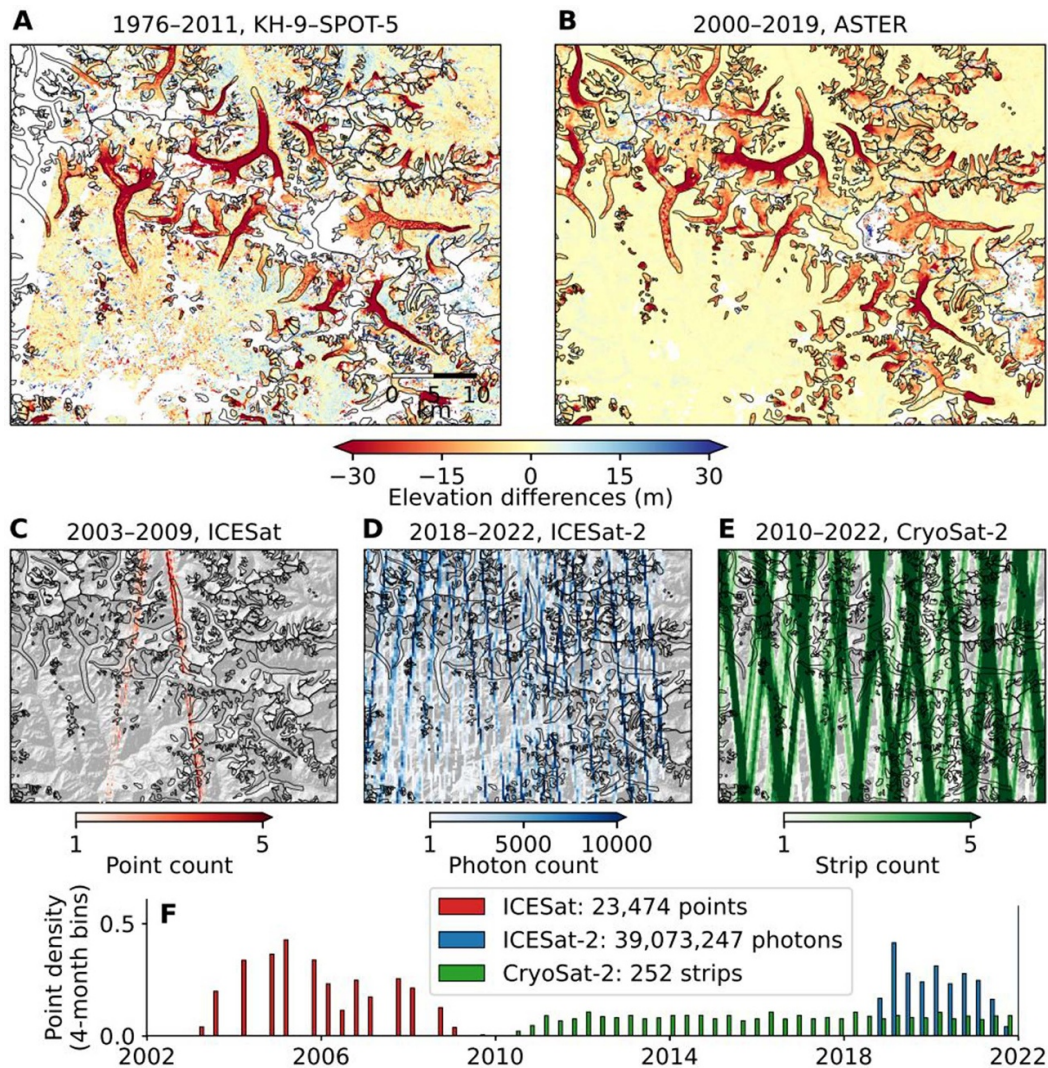 A 1976–2011, KH-9–SPOT-5
B 2000–2019, ASTER
0 5 10
km
−30 −15 0 15 30
Elevation differences (m)
C 2003–2009, ICESat
D 2018–2022, ICESat-2
E 2010–2022, CryoSat-2
1 5
Point count
1 5000 10000
Photon count
1 5
Strip count
F
Point density
(4-month bins)
0.5
0.0
ICESat: 23,474 points
ICESat-2: 39,073,247 photons
CryoSat-2: 252 strips
2002 2006 2010 2014 2018 2022